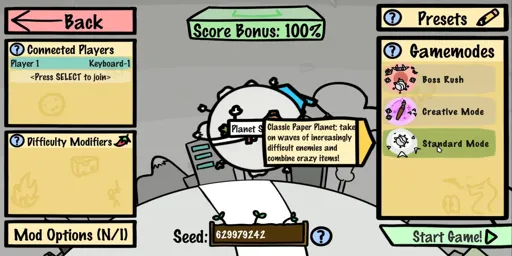 Back
Score Bonus: 100%
Presets
Connected Players
Player 1 Keyboard-1
<Press SELECT to join>
Gamemodes
Boss Rush
Creative Mode
Standard Mode
Planet S
Classic Paper Planet; take
on waves of increasingly
difficult enemies and
combine crazy items!
Difficulty Modifiers
Mod Options (N/I)
Seed: 629979242
Start Game!